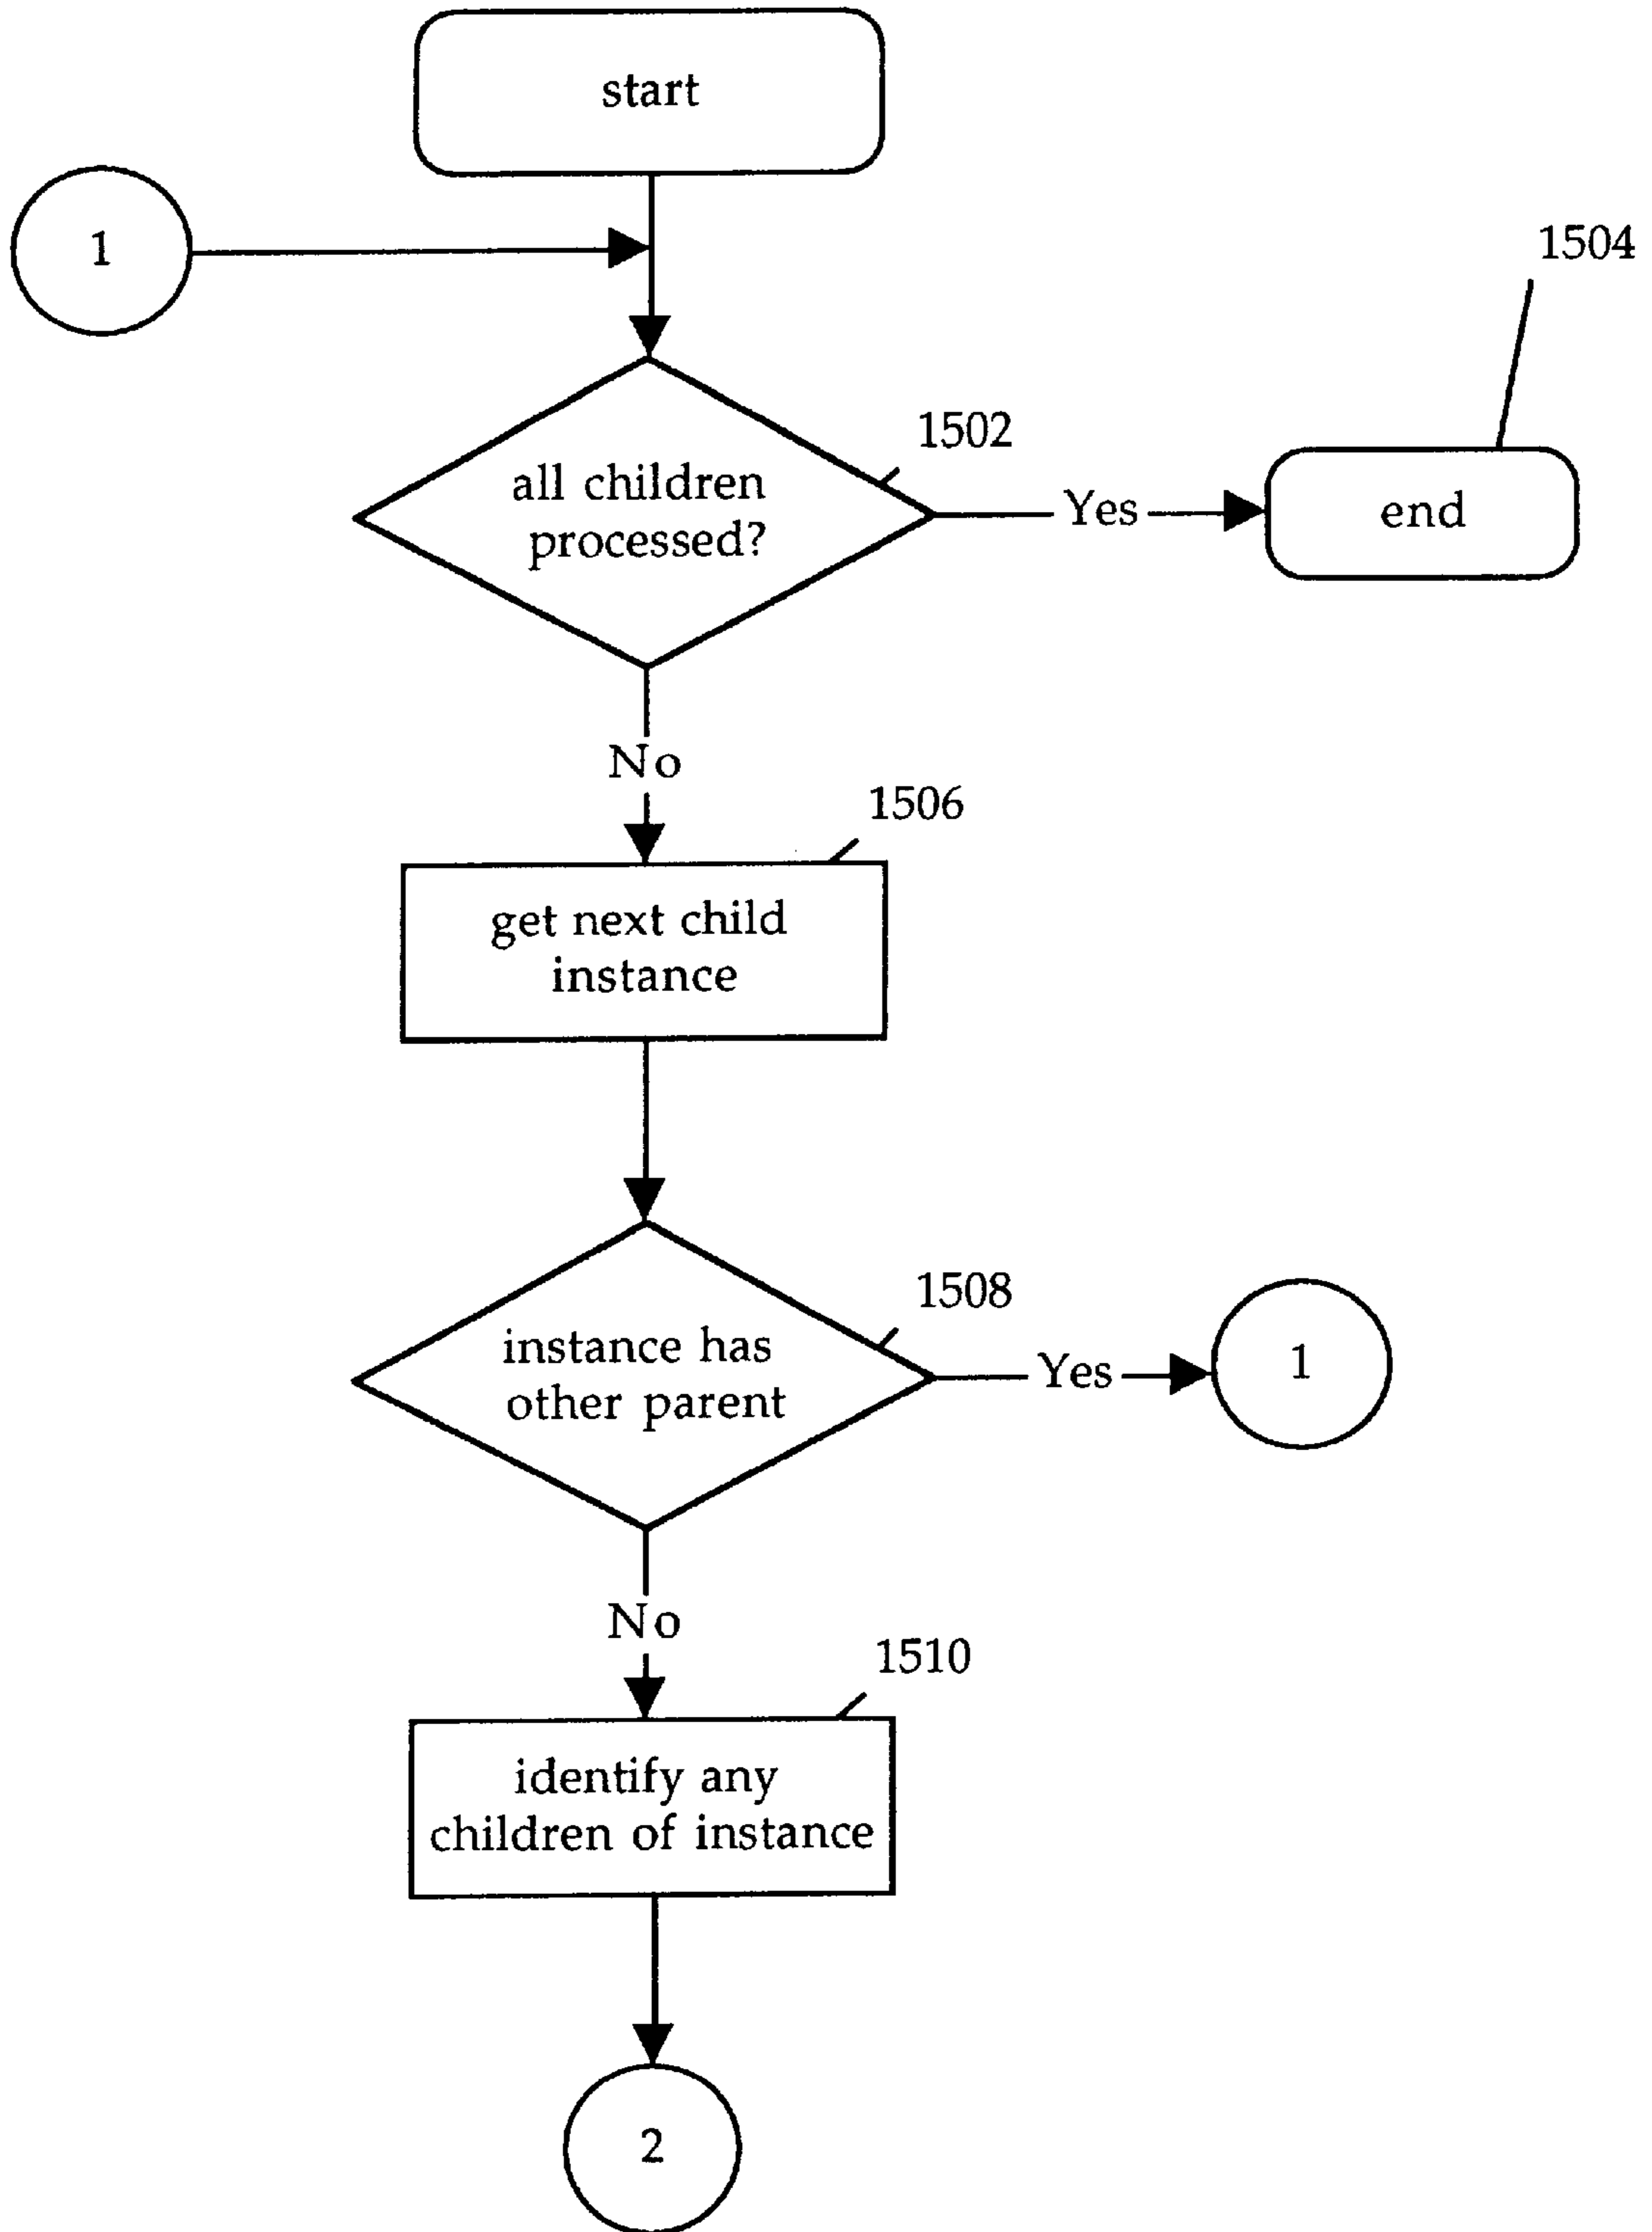 start
1
1504
1502
all children
processed?
Yes
end
No
1506
get next child
instance
1508
instance has
other parent
Yes
1
No
1510
identify any
children of instance
2